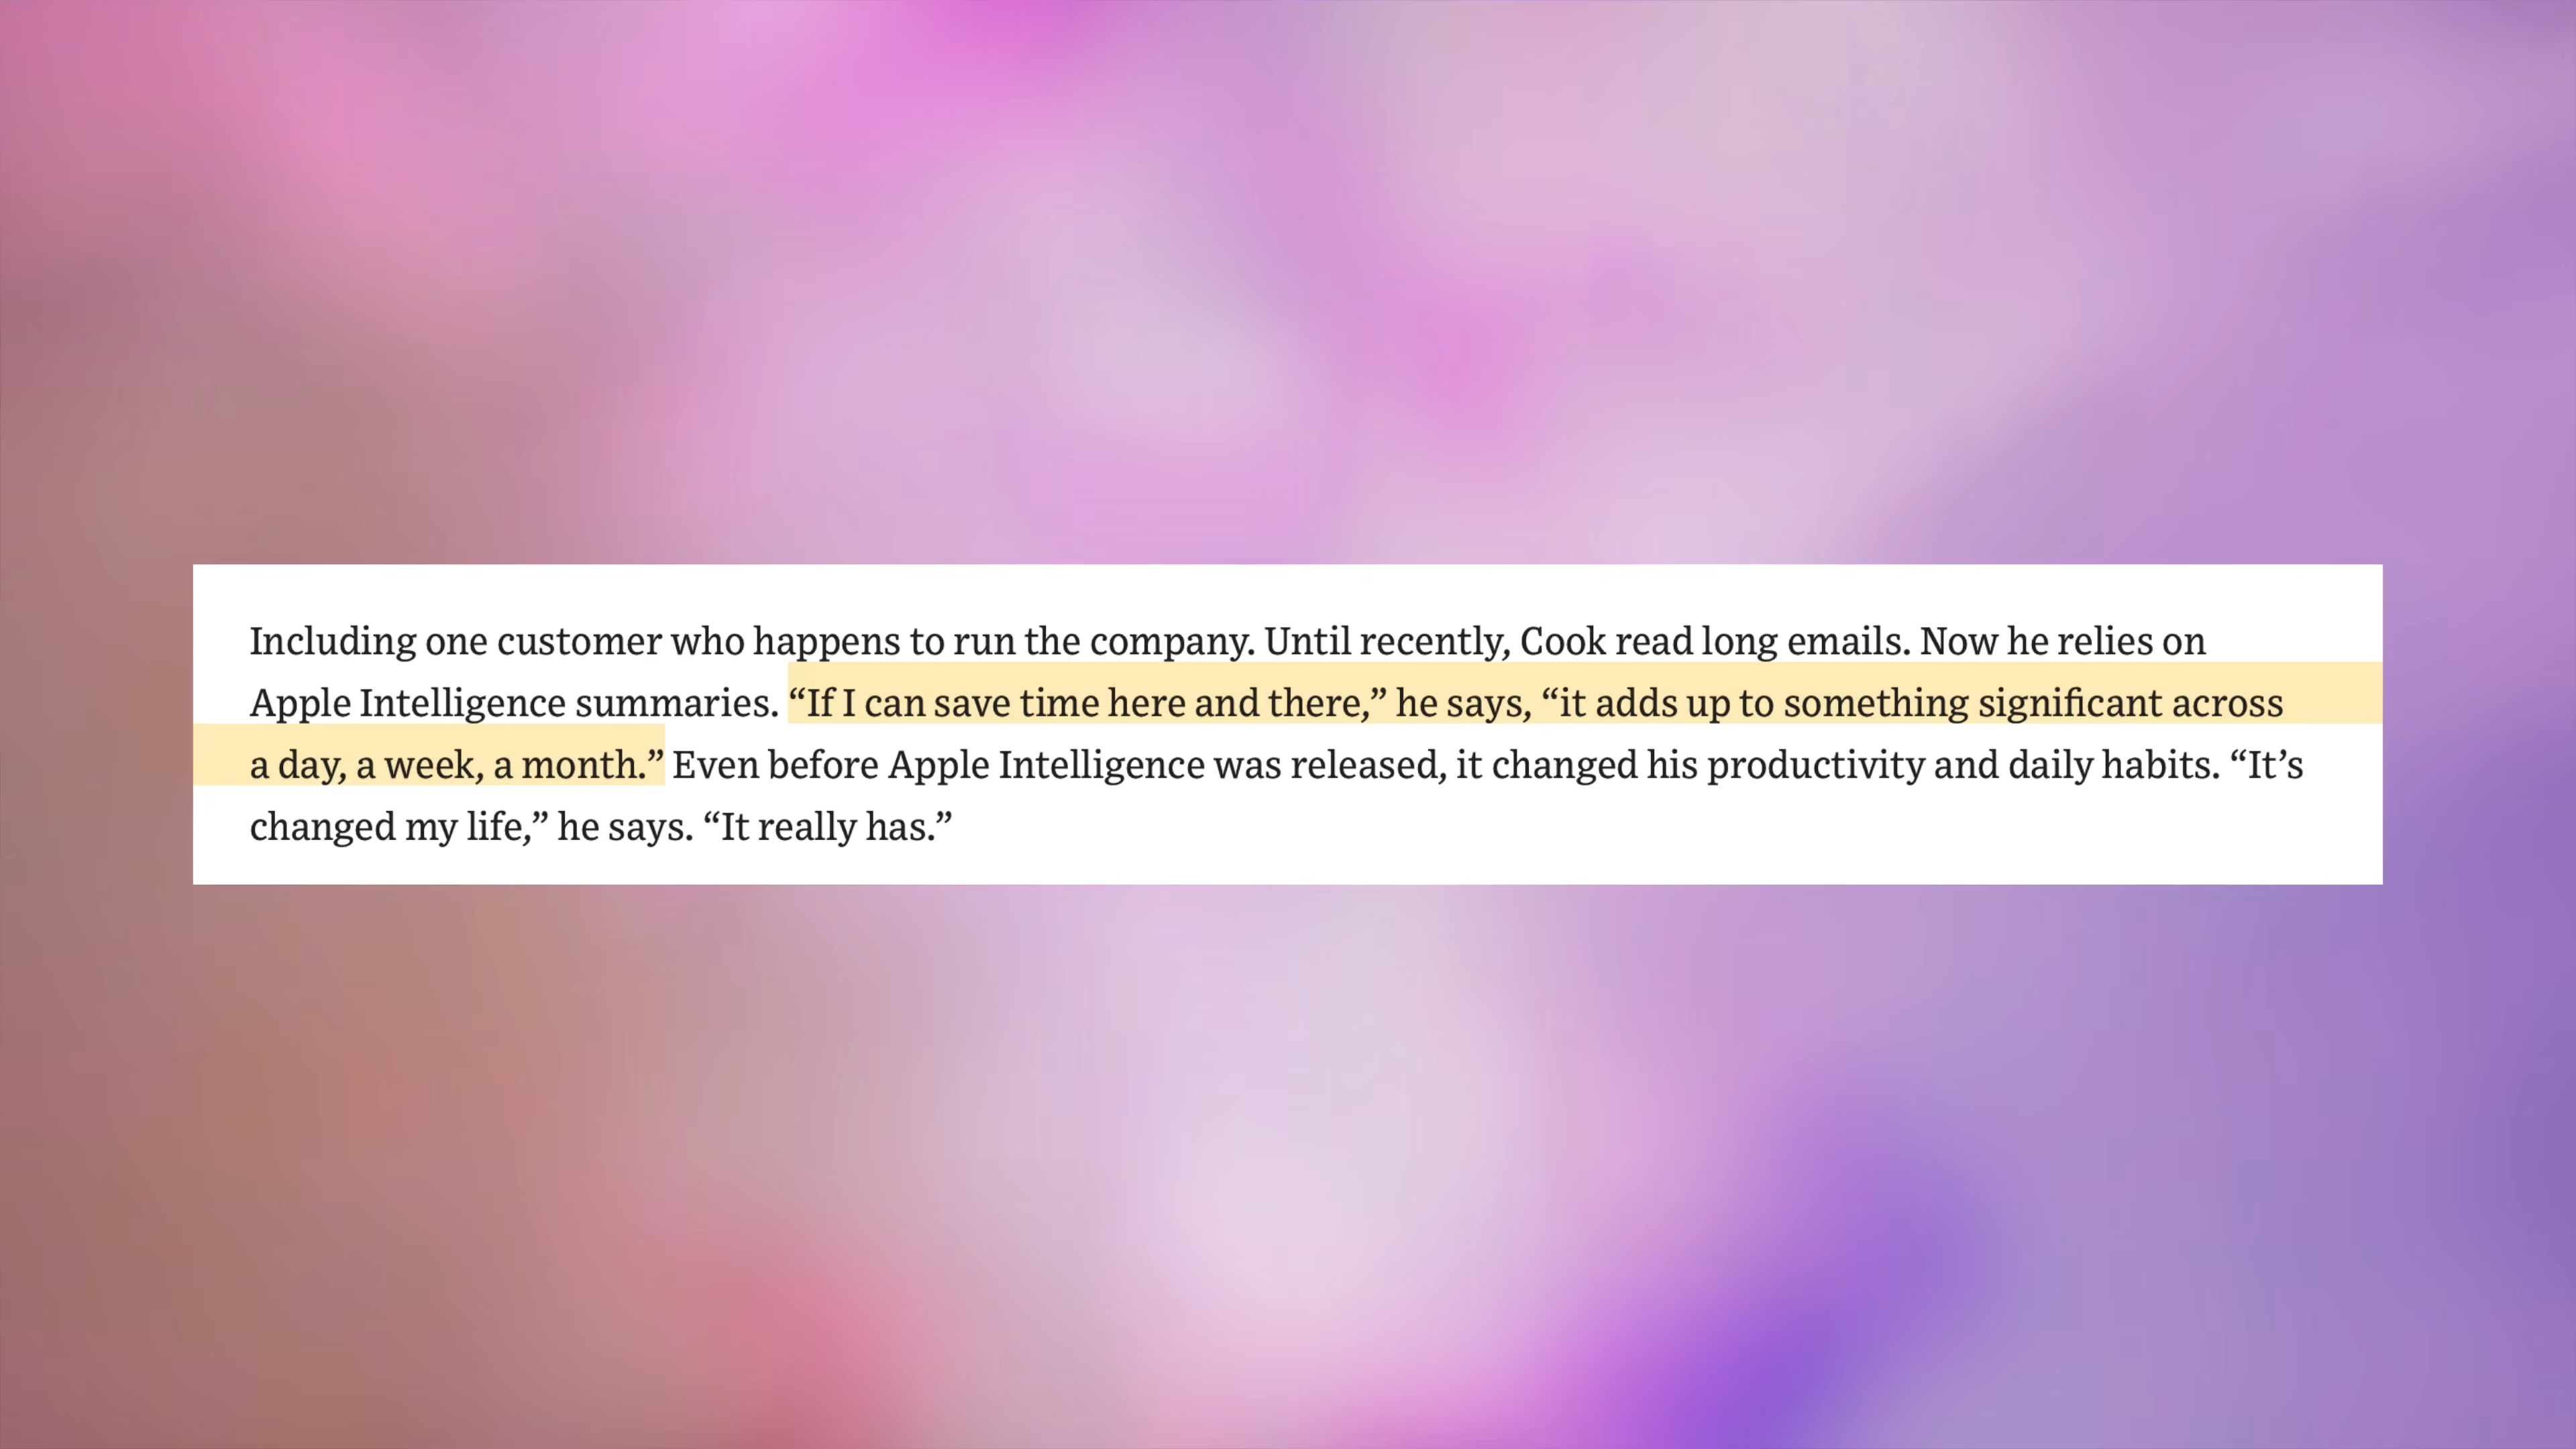 Including one customer who happens to run the company. Until recently, Cook read long emails. Now he relies on
Apple Intelligence summaries. “If I can save time here and there,” he says, “it adds up to something significant across
a day, a week, a month.” Even before Apple Intelligence was released, it changed his productivity and daily habits. “It’s
changed my life,” he says. “It really has.”